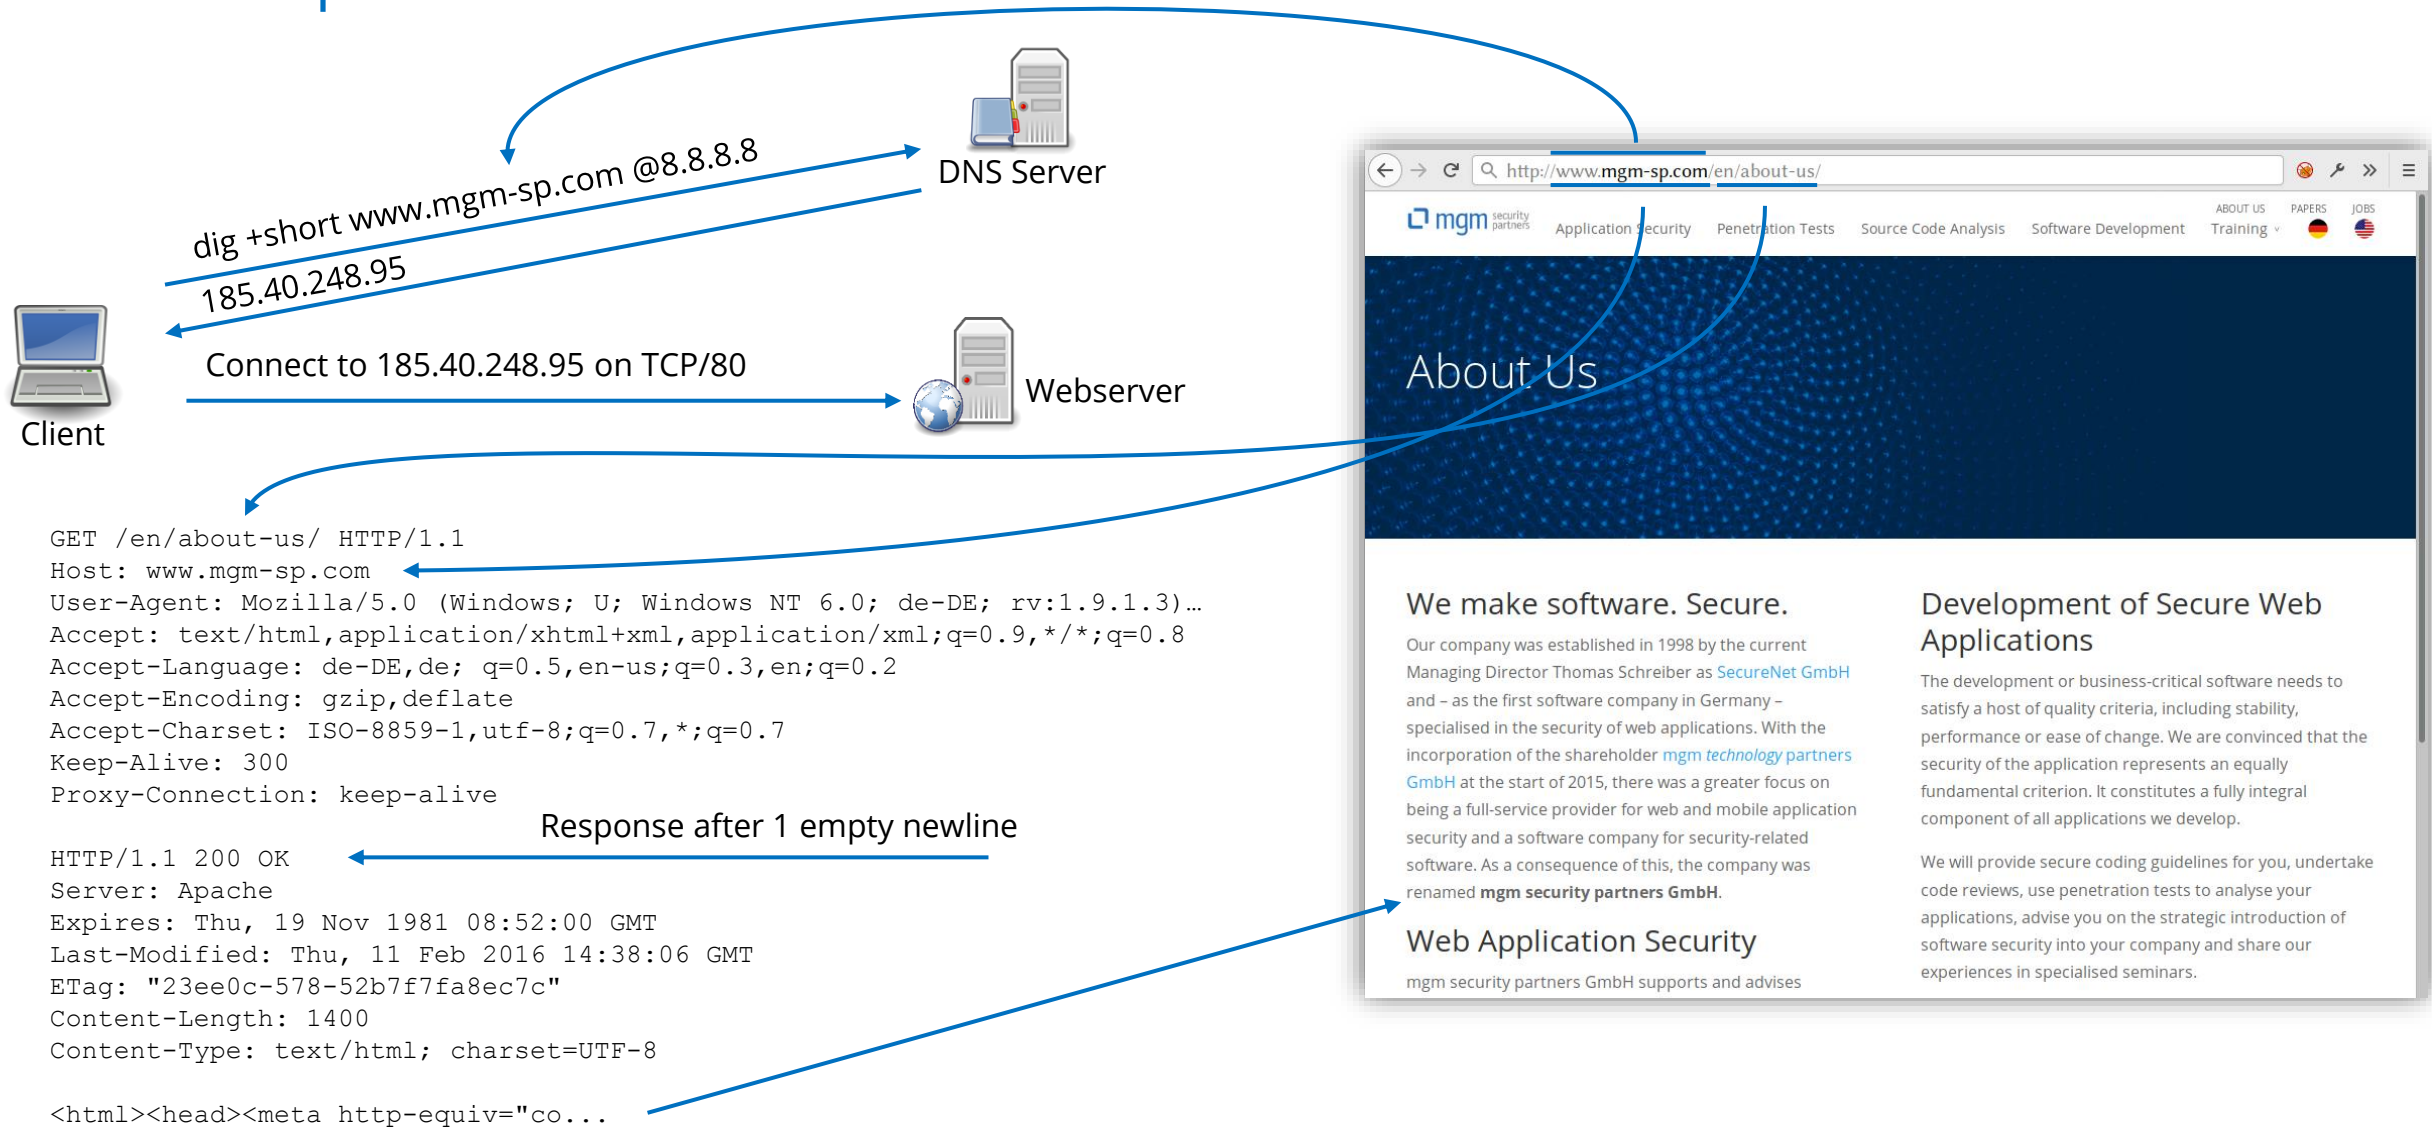 DNS Server
dig +short www.mgm-sp.com @8.8.8.8
185.40.248.95
Connect to 185.40.248.95 on TCP/80
Webserver
Client
GET /en/about-us/ HTTP/1.1
Host: www.mgm-sp.com
User-Agent: Mozilla/5.0 (Windows; U; Windows NT 6.0; de-DE; rv:1.9.1.3)…
Accept: text/html,application/xhtml+xml,application/xml;q=0.9,*/*;q=0.8
Accept-Language: de-DE,de; q=0.5,en-us;q=0.3,en;q=0.2
Accept-Encoding: gzip,deflate
Accept-Charset: ISO-8859-1,utf-8;q=0.7,*;q=0.7
Keep-Alive: 300
Proxy-Connection: keep-alive
Response after 1 empty newline
HTTP/1.1 200 OK
Server: Apache
Expires: Thu, 19 Nov 1981 08:52:00 GMT
Last-Modified: Thu, 11 Feb 2016 14:38:06 GMT
ETag: "23ee0c-578-52b7f7fa8ec7c"
Content-Length: 1400
Content-Type: text/html; charset=UTF-8
<html><head><meta http-equiv="co...
http://www.mgm-sp.com/en/about-us/
mgm security partners
ABOUT US PAPERS JOBS
Application Security Penetration Tests Source Code Analysis Software Development Training
About Us
We make software. Secure.
Our company was established in 1998 by the current
Managing Director Thomas Schreiber as SecureNet GmbH
and – as the first software company in Germany –
specialised in the security of web applications. With the
incorporation of the shareholder mgm technology partners
GmbH at the start of 2015, there was a greater focus on
being a full-service provider for web and mobile application
security and a software company for security-related
software. As a consequence of this, the company was
renamed mgm security partners GmbH.
Web Application Security
mgm security partners GmbH supports and advises
Development of Secure Web
Applications
The development or business-critical software needs to
satisfy a host of quality criteria, including stability,
performance or ease of change. We are convinced that the
security of the application represents an equally
fundamental criterion. It constitutes a fully integral
component of all applications we develop.
We will provide secure coding guidelines for you, undertake
code reviews, use penetration tests to analyse your
applications, advise you on the strategic introduction of
software security into your company and share our
experiences in specialised seminars.